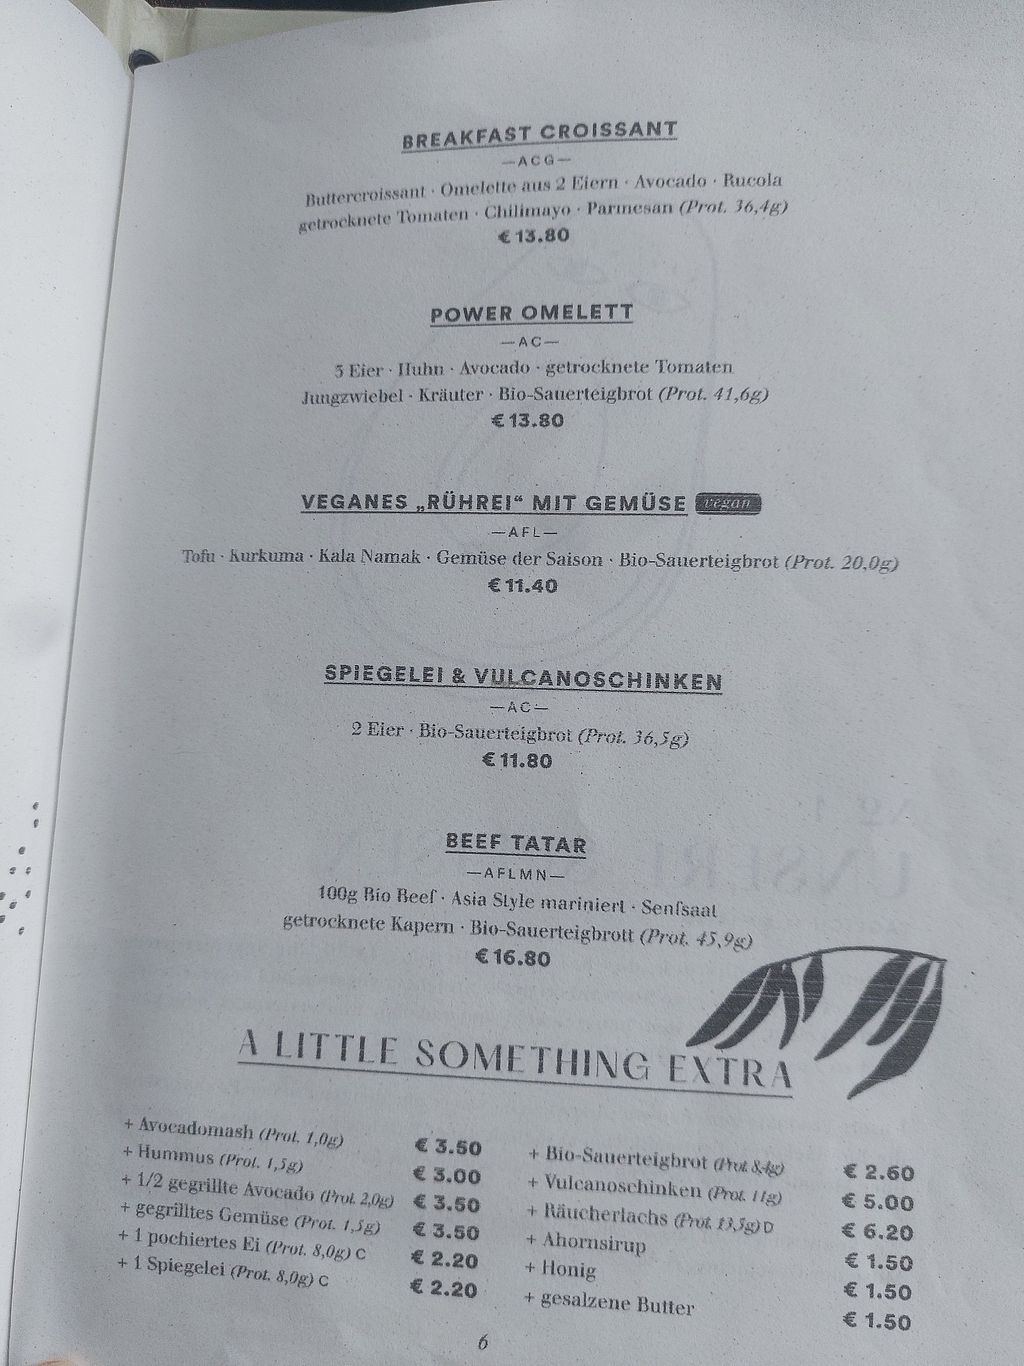 BREAKFAST CROISSANT
—ACG—
Buttercroissant · Omelette aus 2 Eiern · Avocado · Rucola
getrocknete Tomaten · Chilimayo · Parmesan (Prot. 36,4g)
€ 13.80
POWER OMELETT
—AC—
3 Eier · Huhn · Avocado · getrocknete Tomaten
Jungzwiebel · Kräuter · Bio-Sauerteigbrot (Prot. 41,6g)
€ 13.80
VEGANES „RÜHREI“ MIT GEMÜSE vegan
—AFL—
Tofu · Kurkuma · Kala Namak · Gemüse der Saison · Bio-Sauerteigbrot (Prot. 20,0g)
€ 11.40
SPIEGELEI & VULCANOSCHINKEN
—AC—
2 Eier · Bio-Sauerteigbrot (Prot. 36,5g)
€ 11.80
BEEF TATAR
—AFLMN—
100g Bio Beef · Asia Style mariniert · Senfsaat
getrocknete Kapern · Bio-Sauerteigbrott (Prot. 45,9g)
€ 16.80
A LITTLE SOMETHING EXTRA
+ Avocadomash (Prot. 1,0g) € 3.50
+ Hummus (Prot. 1,5g) € 3.00
+ 1/2 gegrillte Avocado (Prot. 2,0g) € 3.50
+ gegrilltes Gemüse (Prot. 1,5g) € 3.50
+ 1 pochiertes Ei (Prot. 8,0g) C € 2.20
+ 1 Spiegelei (Prot. 8,0g) C € 2.20
+ Bio-Sauerteigbrot (Prot. 8,4g) € 2.60
+ Vulcanoschinken (Prot. 11g) € 5.00
+ Räucherlachs (Prot. 13,5g) D € 6.20
+ Ahornsirup € 1.50
+ Honig € 1.50
+ gesalzene Butter € 1.50
6